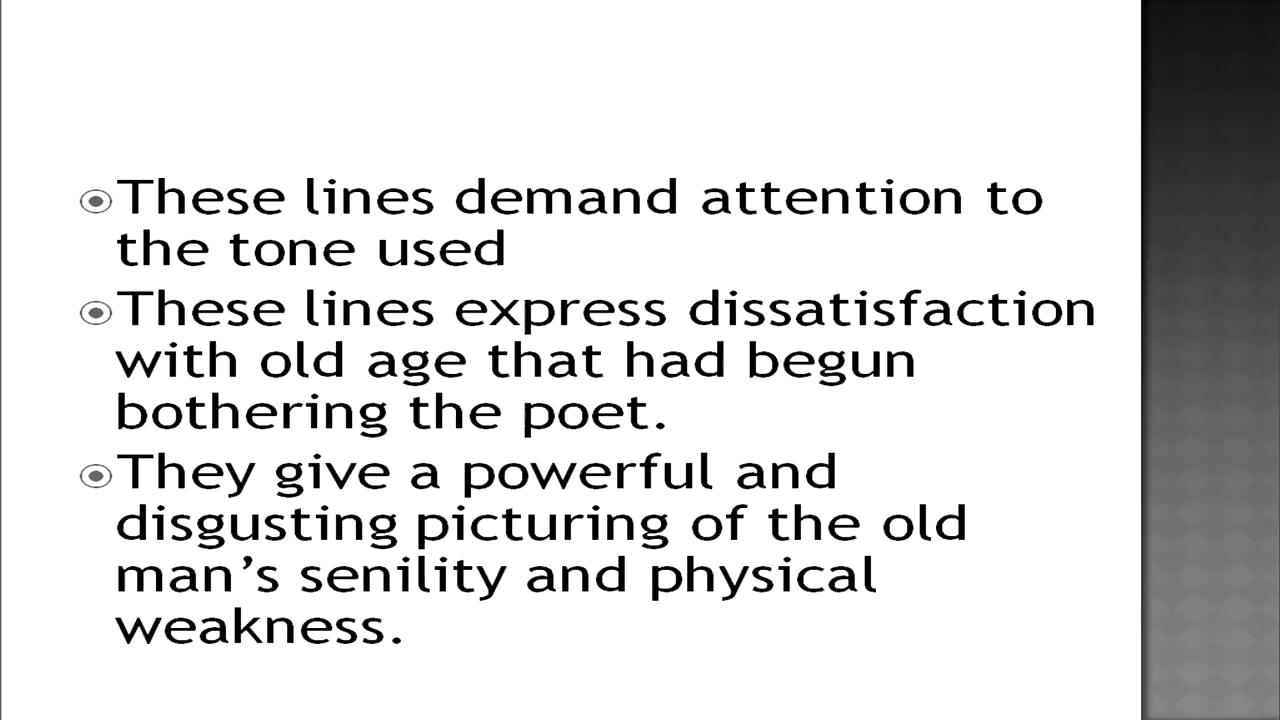 These lines demand attention to
the tone used
These lines express dissatisfaction
with old age that had begun
bothering the poet.
They give a powerful and
disgusting picturing of the old
man’s senility and physical
weakness.